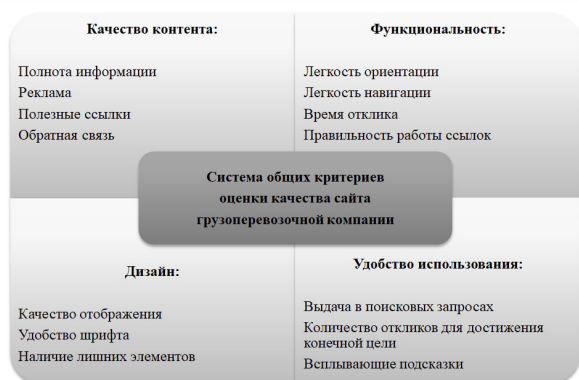 Качество контента:
Полнота информации
Реклама
Полезные ссылки
Обратная связь
Функциональность:
Легкость ориентации
Легкость навигации
Время отклика
Правильность работы ссылок
Система общих критериев
оценки качества сайта
грузоперевозочной компании
Дизайн:
Качество отображения
Удобство шрифта
Наличие лишних элементов
Удобство использования:
Выдача в поисковых запросах
Количество откликов для достижения
конечной цели
Всплывающие подсказки